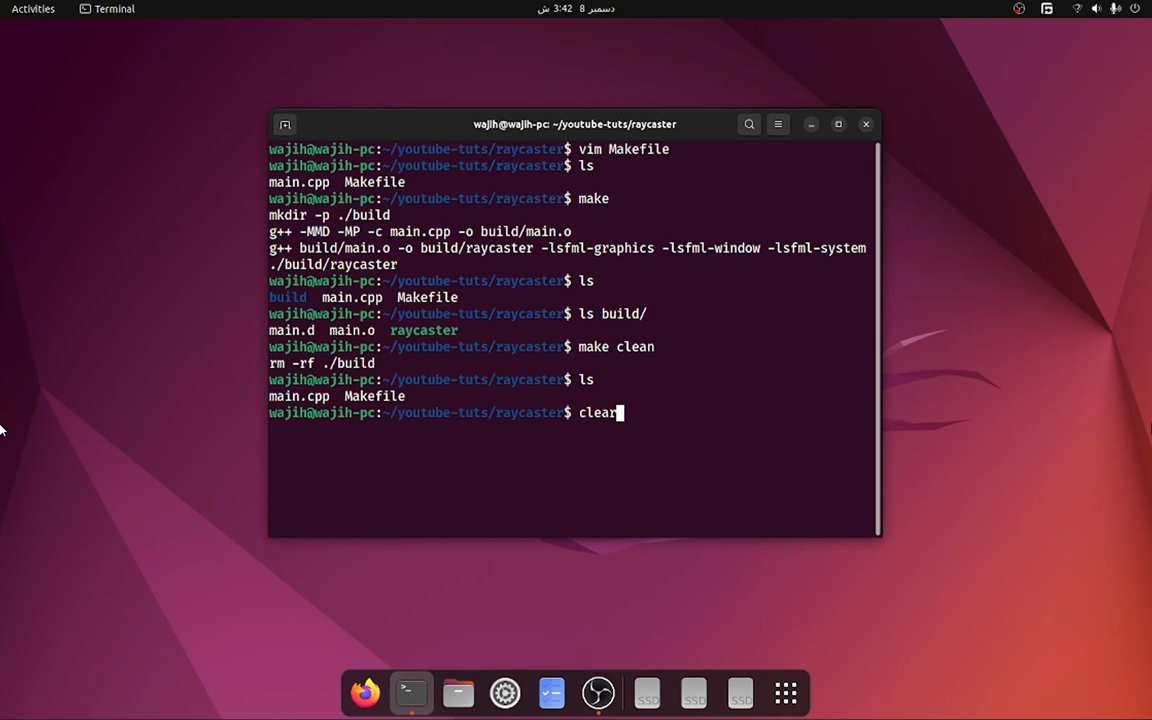 Activities
Terminal
دسمبر 8 3:42 ش
wajih@wajih-pc: ~/youtube-tuts/raycaster
wajih@wajih-pc:~/youtube-tuts/raycaster$ vim Makefile
wajih@wajih-pc:~/youtube-tuts/raycaster$ ls
main.cpp  Makefile
wajih@wajih-pc:~/youtube-tuts/raycaster$ make
mkdir -p ./build
g++ -MMD -MP -c main.cpp -o build/main.o
g++ build/main.o -o build/raycaster -lsfml-graphics -lsfml-window -lsfml-system
./build/raycaster
wajih@wajih-pc:~/youtube-tuts/raycaster$ ls
build  main.cpp  Makefile
wajih@wajih-pc:~/youtube-tuts/raycaster$ ls build/
main.d  main.o  raycaster
wajih@wajih-pc:~/youtube-tuts/raycaster$ make clean
rm -rf ./build
wajih@wajih-pc:~/youtube-tuts/raycaster$ ls
main.cpp  Makefile
wajih@wajih-pc:~/youtube-tuts/raycaster$ clear
SSD
SSD
SSD